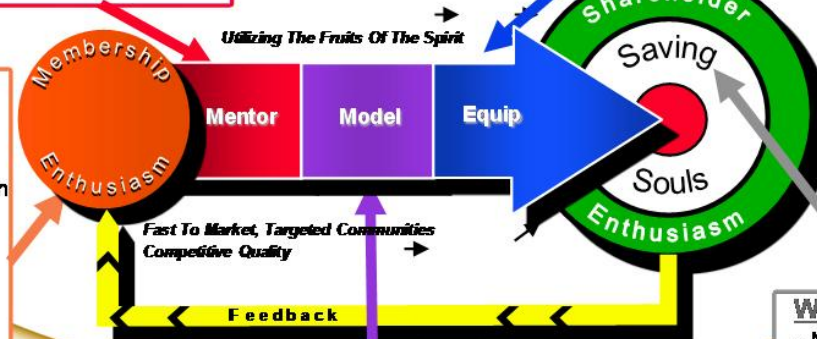 Shareholder
Utilizing The Fruits Of The Spirit
Membership
Saving
Mentor
Model
Equip
Souls
Enthusiasm
Enthusiasm
Fast To Market, Targeted Communities
Competitive Quality
Feedback